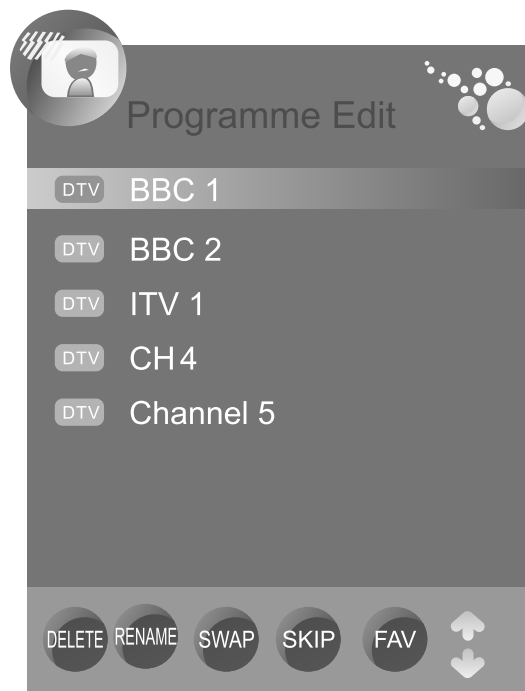 Programme Edit
DTV BBC 1
DTV BBC 2
DTV ITV 1
DTV CH 4
DTV Channel 5
DELETE RENAME SWAP SKIP FAV